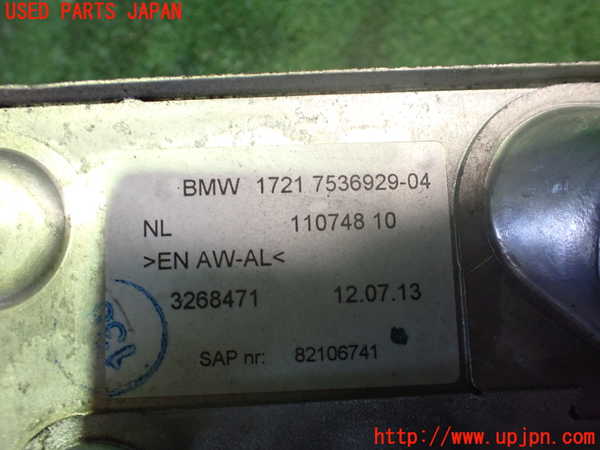 USED PARTS JAPAN
BMW 1721 7536929-04
NL 110748 10
>EN AW-AL<
3268471 12.07.13
SAP nr: 82106741
http://www.upjpn.com